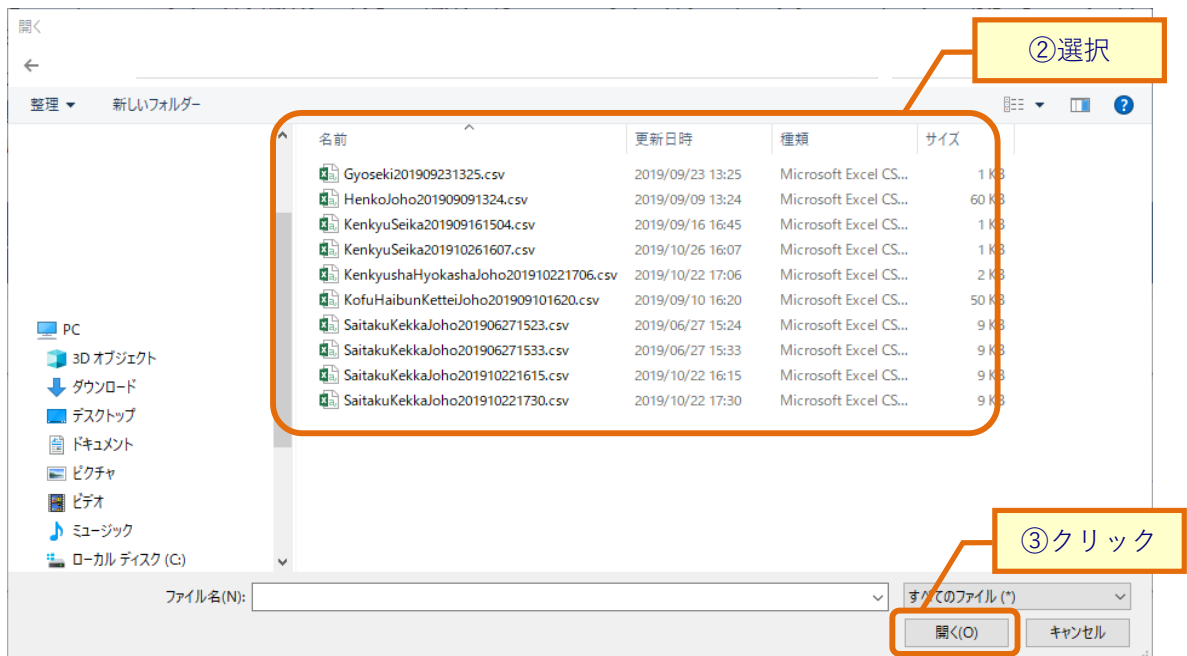 開く
②選択
←
整理 ▼ 新しいフォルダー
名前 更新日時 種類 サイズ
Gyoseki201909231325.csv 2019/09/23 13:25 Microsoft Excel CS... 1 KB
HenkoJoho201909091324.csv 2019/09/09 13:24 Microsoft Excel CS... 60 KB
KenkyuSeika201909161504.csv 2019/09/16 16:45 Microsoft Excel CS... 1 KB
KenkyuSeika201910261607.csv 2019/10/26 16:07 Microsoft Excel CS... 1 KB
KenkyushaHyokashaJoho201910221706.csv 2019/10/22 17:06 Microsoft Excel CS... 2 KB
KofuHaibunKetteiJoho201909101620.csv 2019/09/10 16:20 Microsoft Excel CS... 50 KB
SaitakuKekkaJoho201906271523.csv 2019/06/27 15:24 Microsoft Excel CS... 9 KB
SaitakuKekkaJoho201906271533.csv 2019/06/27 15:33 Microsoft Excel CS... 9 KB
SaitakuKekkaJoho201910221615.csv 2019/10/22 16:15 Microsoft Excel CS... 9 KB
SaitakuKekkaJoho201910221730.csv 2019/10/22 17:30 Microsoft Excel CS... 9 KB
PC
3D オブジェクト
ダウンロード
デスクトップ
ドキュメント
ピクチャ
ビデオ
ミュージック
ローカル ディスク (C:)
③クリック
ファイル名(N): すべてのファイル (*)
開く(O) キャンセル